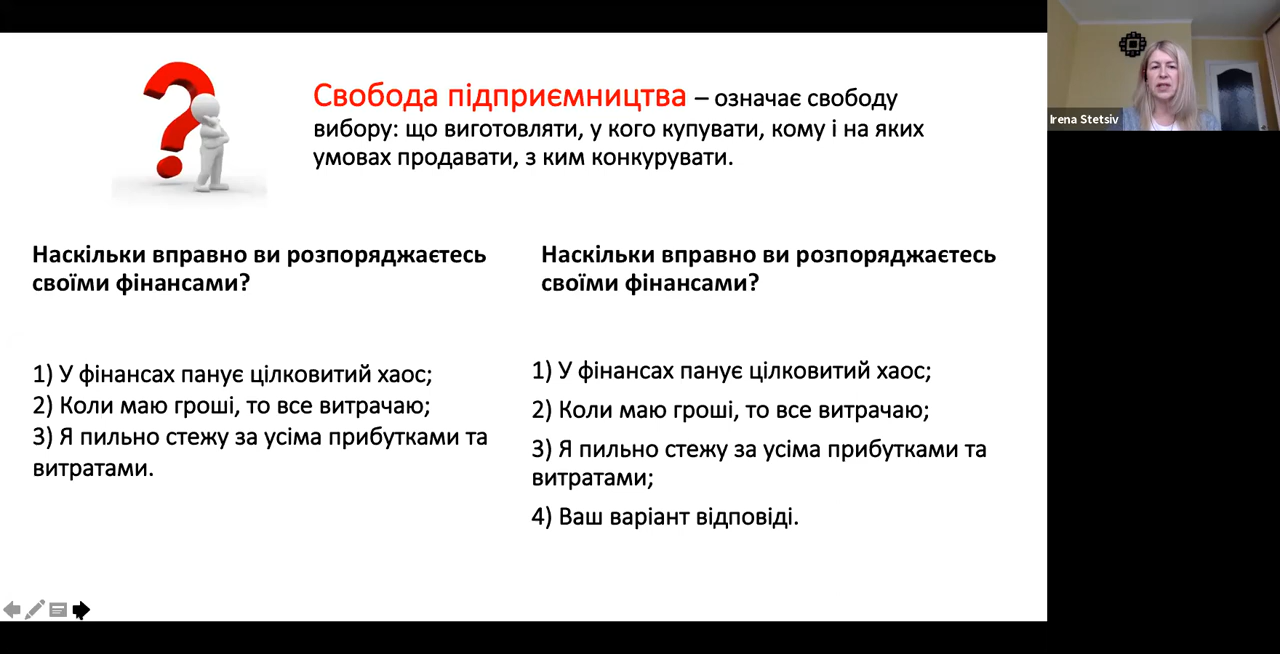 Свобода підприємництва – означає свободу
вибору: що виготовляти, у кого купувати, кому і на яких
умовах продавати, з ким конкурувати.
Irena Stetsiv
Наскільки вправно ви розпоряджаєтесь
своїми фінансами?
1) У фінансах панує цілковитий хаос;
2) Коли маю гроші, то все витрачаю;
3) Я пильно стежу за усіма прибутками та
витратами.
Наскільки вправно ви розпоряджаєтесь
своїми фінансами?
1) У фінансах панує цілковитий хаос;
2) Коли маю гроші, то все витрачаю;
3) Я пильно стежу за усіма прибутками та
витратами;
4) Ваш варіант відповіді.